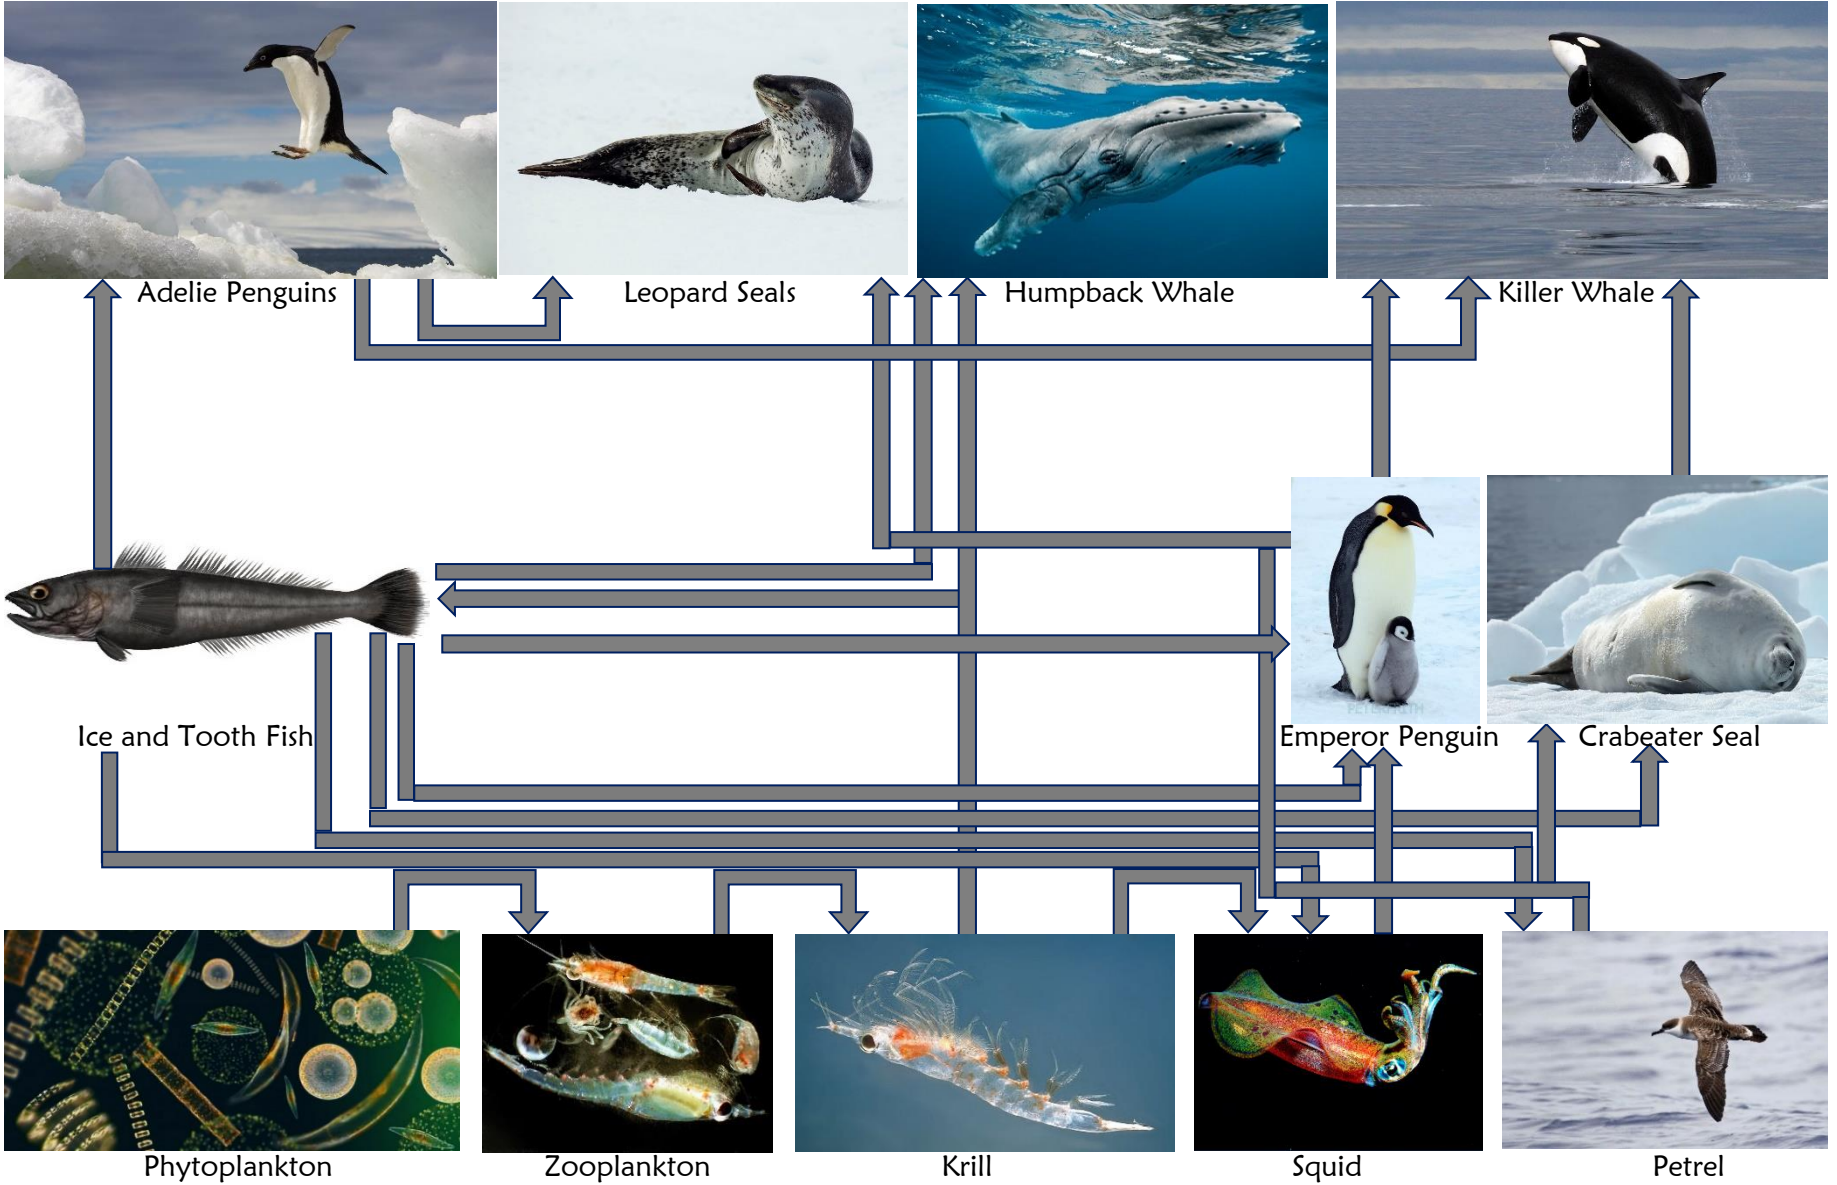 Adelie Penguins
Leopard Seals
Humpback Whale
Killer Whale
Ice and Tooth Fish
Emperor Penguin
Crabeater Seal
Phytoplankton
Zooplankton
Krill
Squid
Petrel